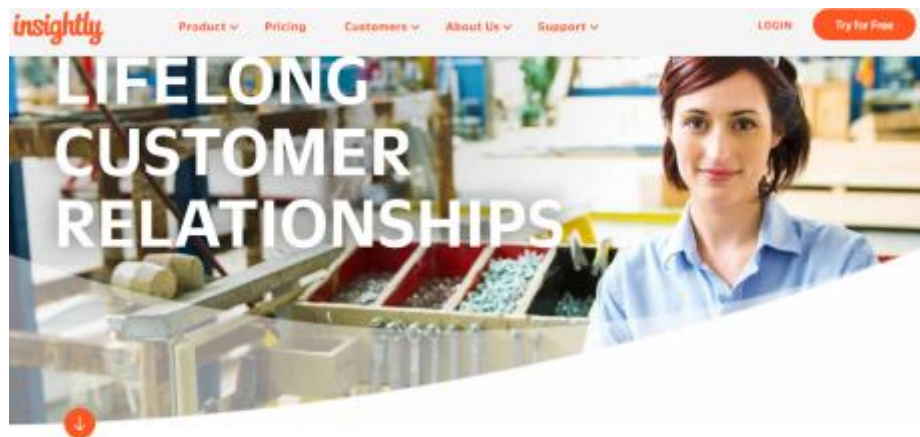 insightly
Product Pricing Customers About Us Support LOGIN Try for Free
LIFELONG
CUSTOMER
RELATIONSHIPS